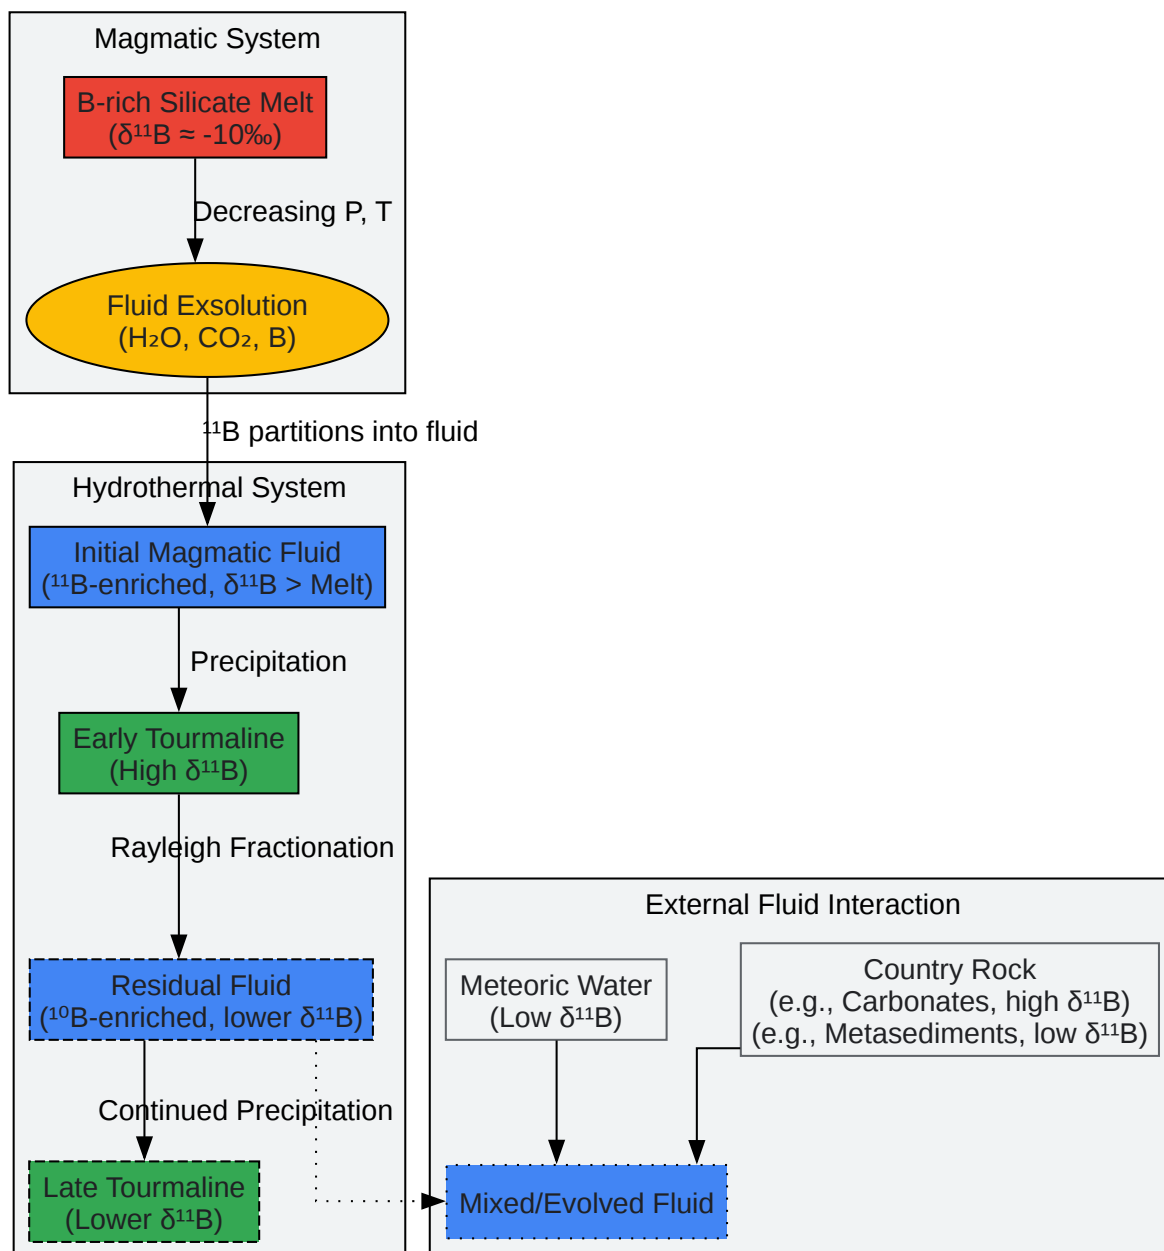 Magmatic System
B-rich Silicate Melt
(δ¹¹B ≈ -10‰)
Decreasing P, T
Fluid Exsolution
(H₂O, CO₂, B)
¹¹B partitions into fluid
Hydrothermal System
Initial Magmatic Fluid
(¹¹B-enriched, δ¹¹B > Melt)
Precipitation
Early Tourmaline
(High δ¹¹B)
Rayleigh Fractionation
Residual Fluid
(¹⁰B-enriched, lower δ¹¹B)
Continued Precipitation
Late Tourmaline
(Lower δ¹¹B)
External Fluid Interaction
Meteoric Water
(Low δ¹¹B)
Country Rock
(e.g., Carbonates, high δ¹¹B)
(e.g., Metasediments, low δ¹¹B)
Mixed/Evolved Fluid